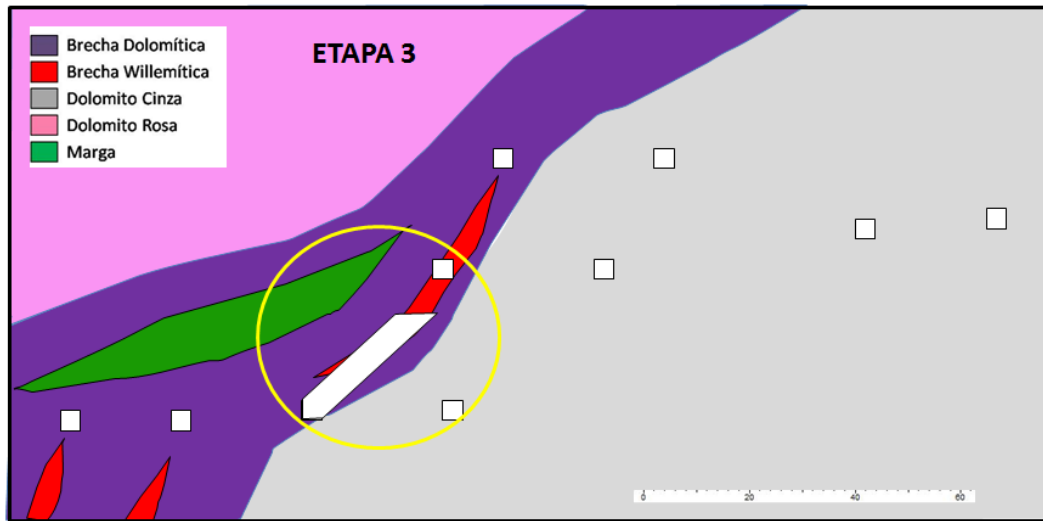 ETAPA 3
Brecha Dolomítica
Brecha Willemítica
Dolomito Cinza
Dolomito Rosa
Marga
0 20 40 60